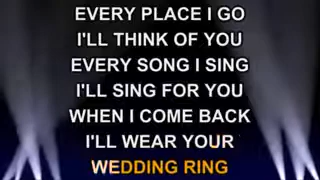 EVERY PLACE I GO
I'LL THINK OF YOU
EVERY SONG I SING
I'LL SING FOR YOU
WHEN I COME BACK
I'LL WEAR YOUR
WEDDING RING